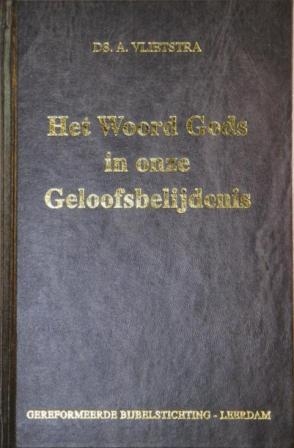 DS. A. VLIETSTRA
Het Woord Gods
in onze
Geloofsbelijdenis
GEREFORMEERDE BIJBELSTICHTING - LEERDAM